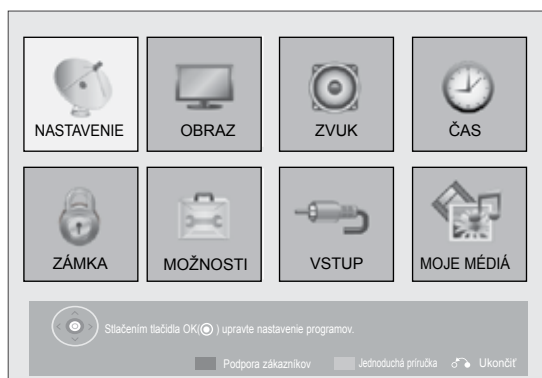 NASTAVENIE OBRAZ ZVUK ČAS
ZÁMKA MOŽNOSTI VSTUP MOJE MÉDIÁ
Stlačením tlačidla OK(◉) upravte nastavenie programov.
Podpora zákazníkov Jednoduchá príručka Ukončiť